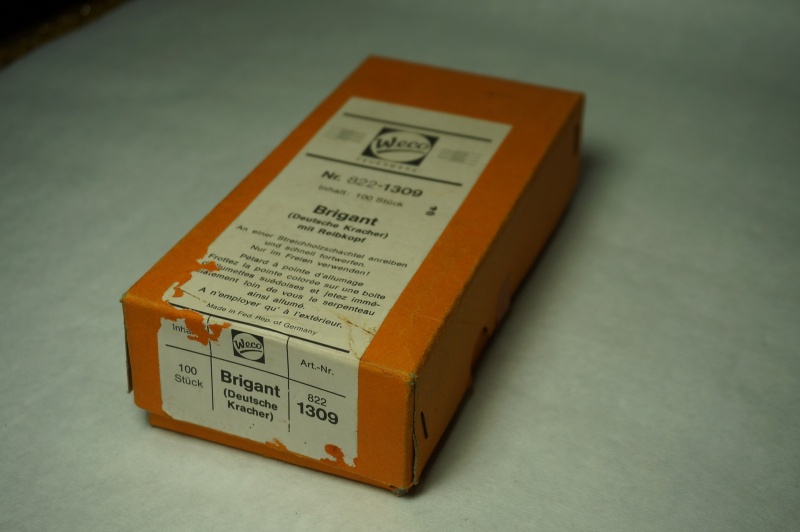 Weco
FEUERWERK
Nr. 822-1309
Inhalt: 100 Stück
Brigant
(Deutsche Kracher)
mit Reibkopf
An einer Streichholzschachtel anreiben
und schnell fortwerfen.
Nur im Freien verwenden!
Pétard à pointe d'allumage
Frottez la pointe colorée sur une boîte
allumettes suédoises et jetez immé-
diatement loin de vous le serpenteau
ainsi allumé.
A n'employer qu' à l'extérieur.
Made in Fed. Rep. of Germany
Weco
Art.-Nr.
100
Stück
Brigant
(Deutsche
Kracher)
822
1309